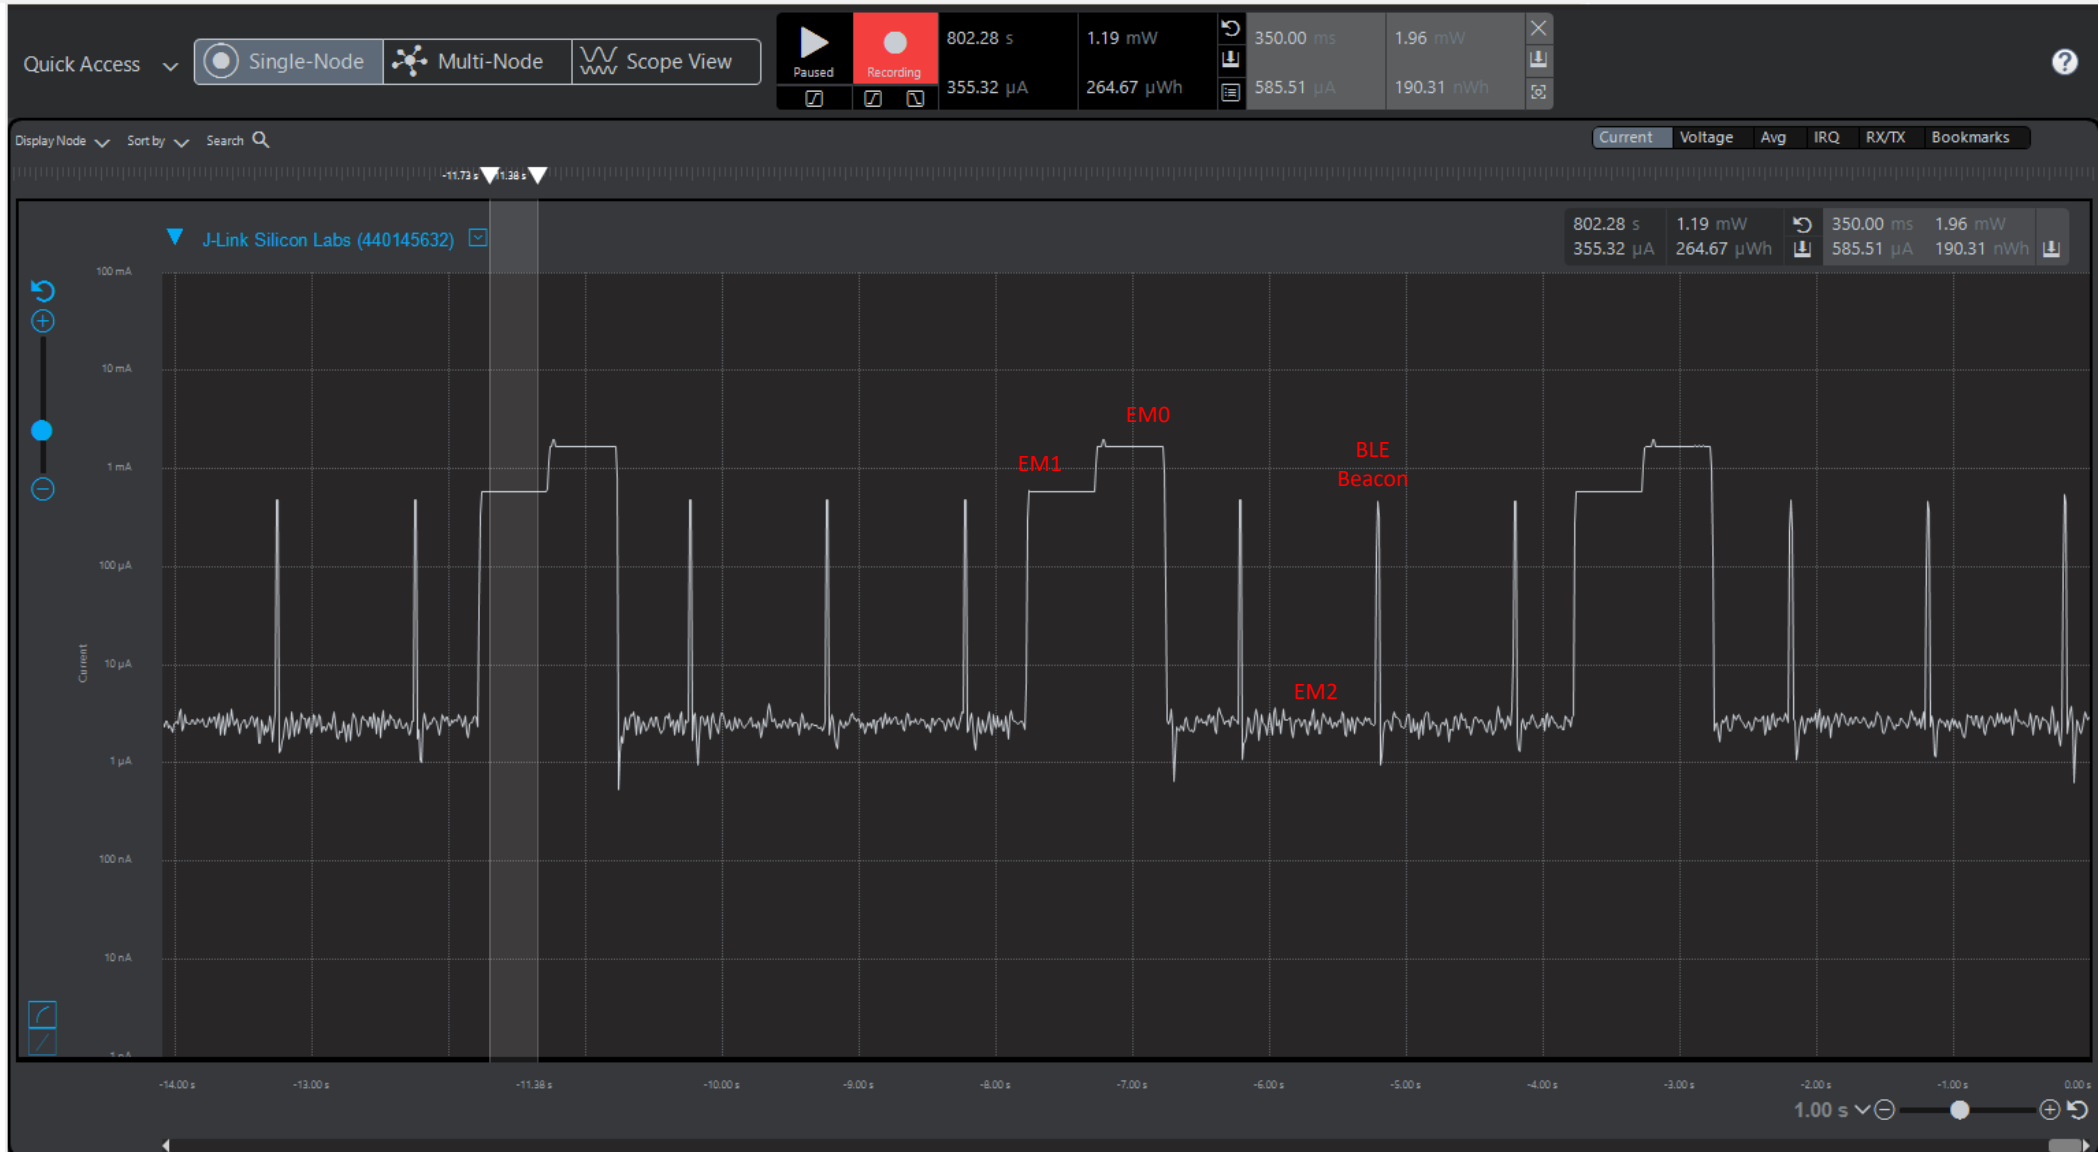 Quick Access
Single-Node
Multi-Node
Scope View
Paused
Recording
802.28 s
1.19 mW
355.32 µA
264.67 µWh
350.00 ms
1.96 mW
585.51 µA
190.31 nWh
Display Node
Sort by
Search
Current
Voltage
Avg
IRQ
RX/TX
Bookmarks
-11.73 s
11.38 s
J-Link Silicon Labs (440145632)
802.28 s 1.19 mW 350.00 ms 1.96 mW
355.32 µA 264.67 µWh 585.51 µA 190.31 nWh
100 mA
10 mA
1 mA
100 µA
10 µA
1 µA
100 nA
10 nA
Current
EM0
EM1
BLE
Beacon
EM2
-14.00 s
-13.00 s
-11.38 s
-10.00 s
-9.00 s
-8.00 s
-7.00 s
-6.00 s
-5.00 s
-4.00 s
-3.00 s
-2.00 s
-1.00 s
0.00 s
1.00 s